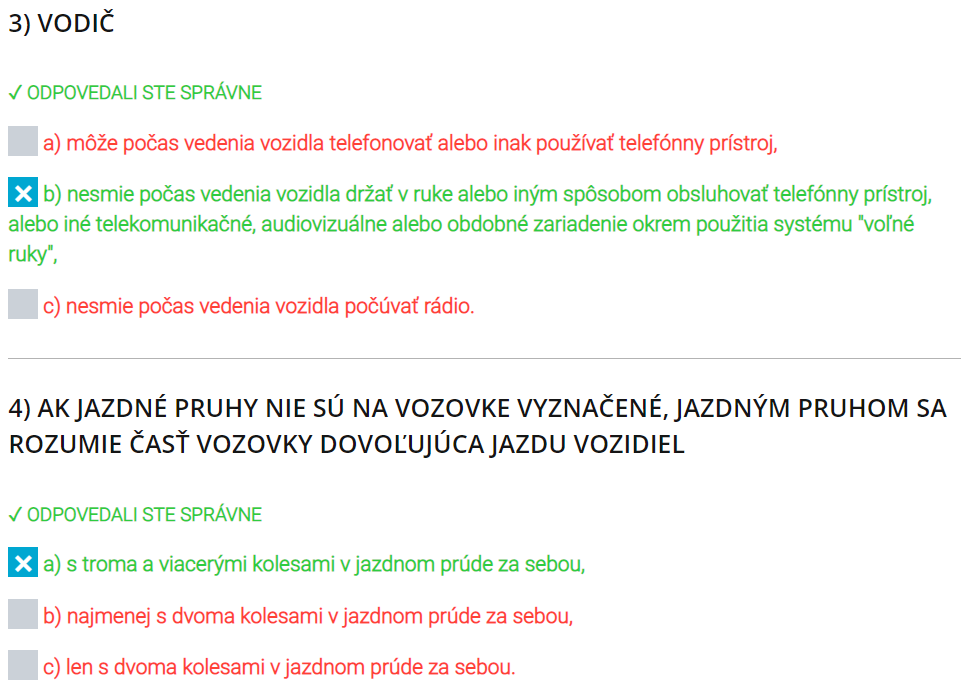 3) VODIČ
✓ ODPOVEDALI STE SPRÁVNE
a) môže počas vedenia vozidla telefonovať alebo inak používať telefónny prístroj,
b) nesmie počas vedenia vozidla držať v ruke alebo iným spôsobom obsluhovať telefónny prístroj,
alebo iné telekomunikačné, audiovizuálne alebo obdobné zariadenie okrem použitia systému "voľné
ruky",
c) nesmie počas vedenia vozidla počúvať rádio.
4) AK JAZDNÉ PRUHY NIE SÚ NA VOZOVKE VYZNAČENÉ, JAZDNÝM PRUHOM SA
ROZUMIE ČASŤ VOZOVKY DOVOĽUJÚCA JAZDU VOZIDIEL
✓ ODPOVEDALI STE SPRÁVNE
a) s troma a viacerými kolesami v jazdnom prúde za sebou,
b) najmenej s dvoma kolesami v jazdnom prúde za sebou,
c) len s dvoma kolesami v jazdnom prúde za sebou.